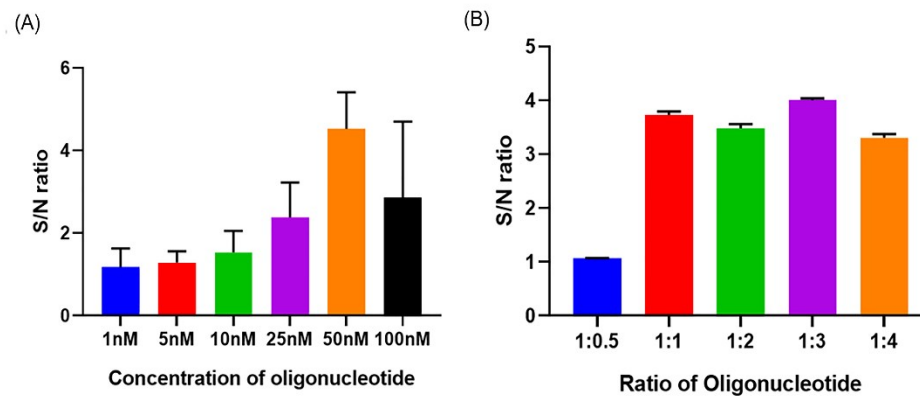 (A)
S/N ratio
6
4
2
0
1nM 5nM 10nM 25nM 50nM 100nM
Concentration of oligonucleotide
(B)
S/N ratio
5
4
3
2
1
0
1:0.5 1:1 1:2 1:3 1:4
Ratio of Oligonucleotide